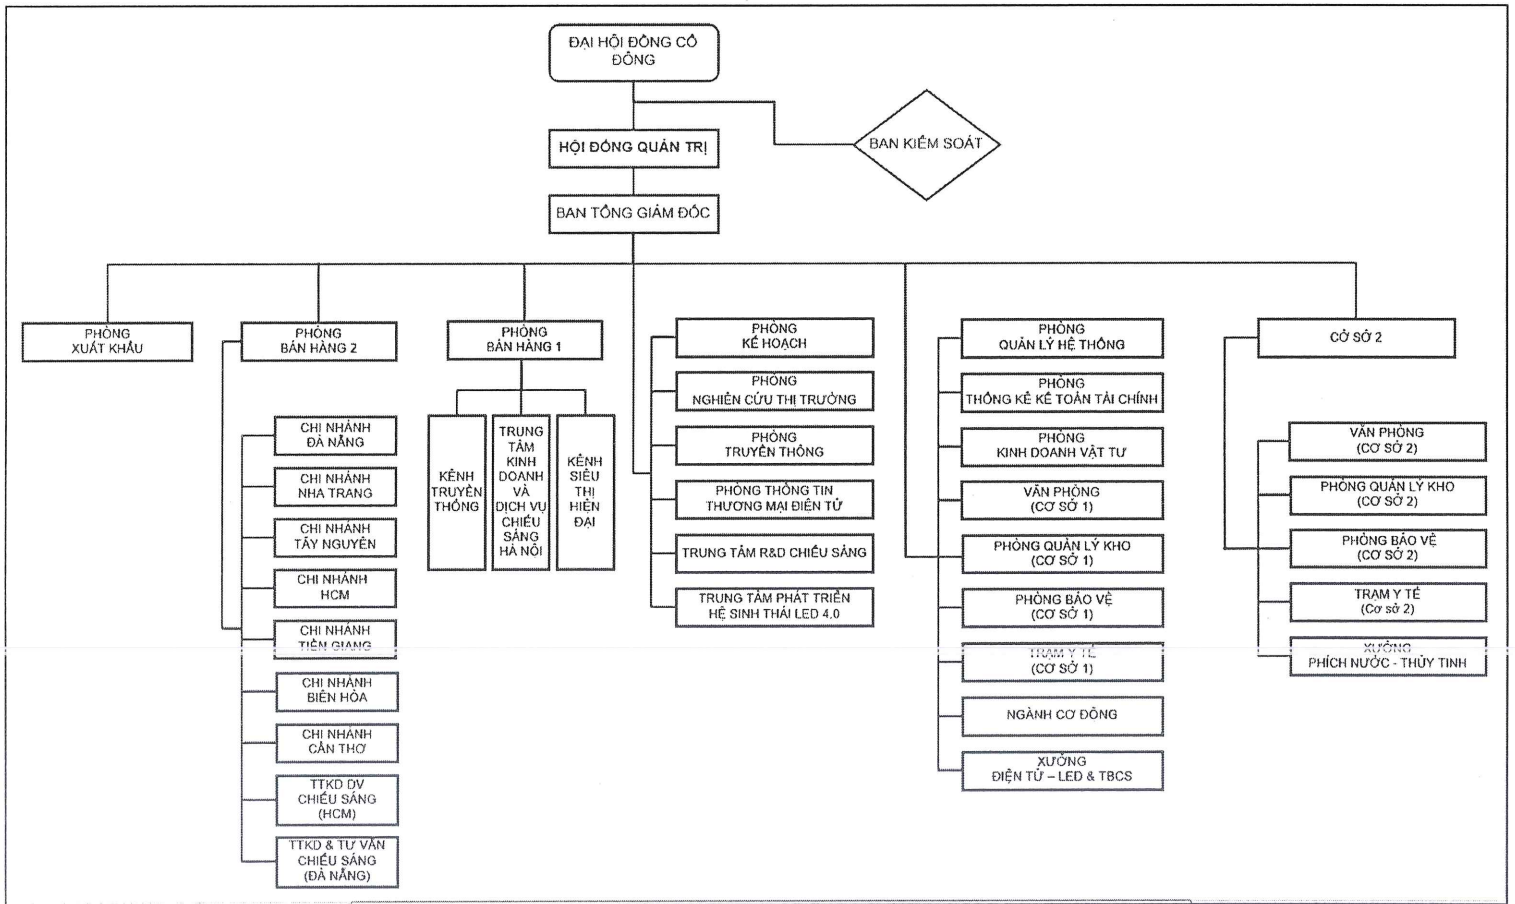 ĐẠI HỘI ĐỒNG CỔ
ĐÔNG
BAN KIỂM SOÁT
HỘI ĐỒNG QUẢN TRỊ
BAN TỔNG GIÁM ĐỐC
PHÒNG
XUẤT KHẨU
PHÒNG
BÁN HÀNG 2
CHI NHÁNH
ĐÀ NẴNG
CHI NHÁNH
NHA TRANG
CHI NHÁNH
TÂY NGUYÊN
CHI NHÁNH
HCM
CHI NHÁNH
TIỀN GIANG
CHI NHÁNH
BIÊN HÒA
CHI NHÁNH
CẦN THƠ
TTKD DV
CHIẾU SÁNG
(HCM)
TTKD & TƯ VẤN
CHIẾU SÁNG
(ĐÀ NẴNG)
PHÒNG
BÁN HÀNG 1
KÊNH
TRUYỀN
THỐNG
TRUNG
TÂM
KINH
DOANH
VÀ
DỊCH VỤ
CHIẾU
SÁNG
HÀ NỘI
KÊNH
SIÊU
THỊ
HIỆN
ĐẠI
PHÒNG
KẾ HOẠCH
PHÒNG
NGHIÊN CỨU THỊ TRƯỜNG
PHÒNG
TRUYỀN THÔNG
PHÒNG THÔNG TIN
THƯƠNG MẠI ĐIỆN TỬ
TRUNG TÂM R&D CHIẾU SÁNG
TRUNG TÂM PHÁT TRIỂN
HỆ SINH THÁI LED 4.0
PHÒNG
QUẢN LÝ HỆ THỐNG
PHÒNG
THỐNG KÊ KẾ TOÁN TÀI CHÍNH
PHÒNG
KINH DOANH VẬT TƯ
VĂN PHÒNG
(CƠ SỞ 1)
PHÒNG QUẢN LÝ KHO
(CƠ SỞ 1)
PHÒNG BẢO VỆ
(CƠ SỞ 1)
TRẠM Y TẾ
(CƠ SỞ 1)
NGÀNH CƠ ĐỘNG
XƯỞNG
ĐIỆN TỬ – LED & TBCS
CƠ SỞ 2
VĂN PHÒNG
(CƠ SỞ 2)
PHÒNG QUẢN LÝ KHO
(CƠ SỞ 2)
PHÒNG BẢO VỆ
(CƠ SỞ 2)
TRẠM Y TẾ
(Cơ sở 2)
XƯỞNG
PHÍCH NƯỚC - THỦY TINH